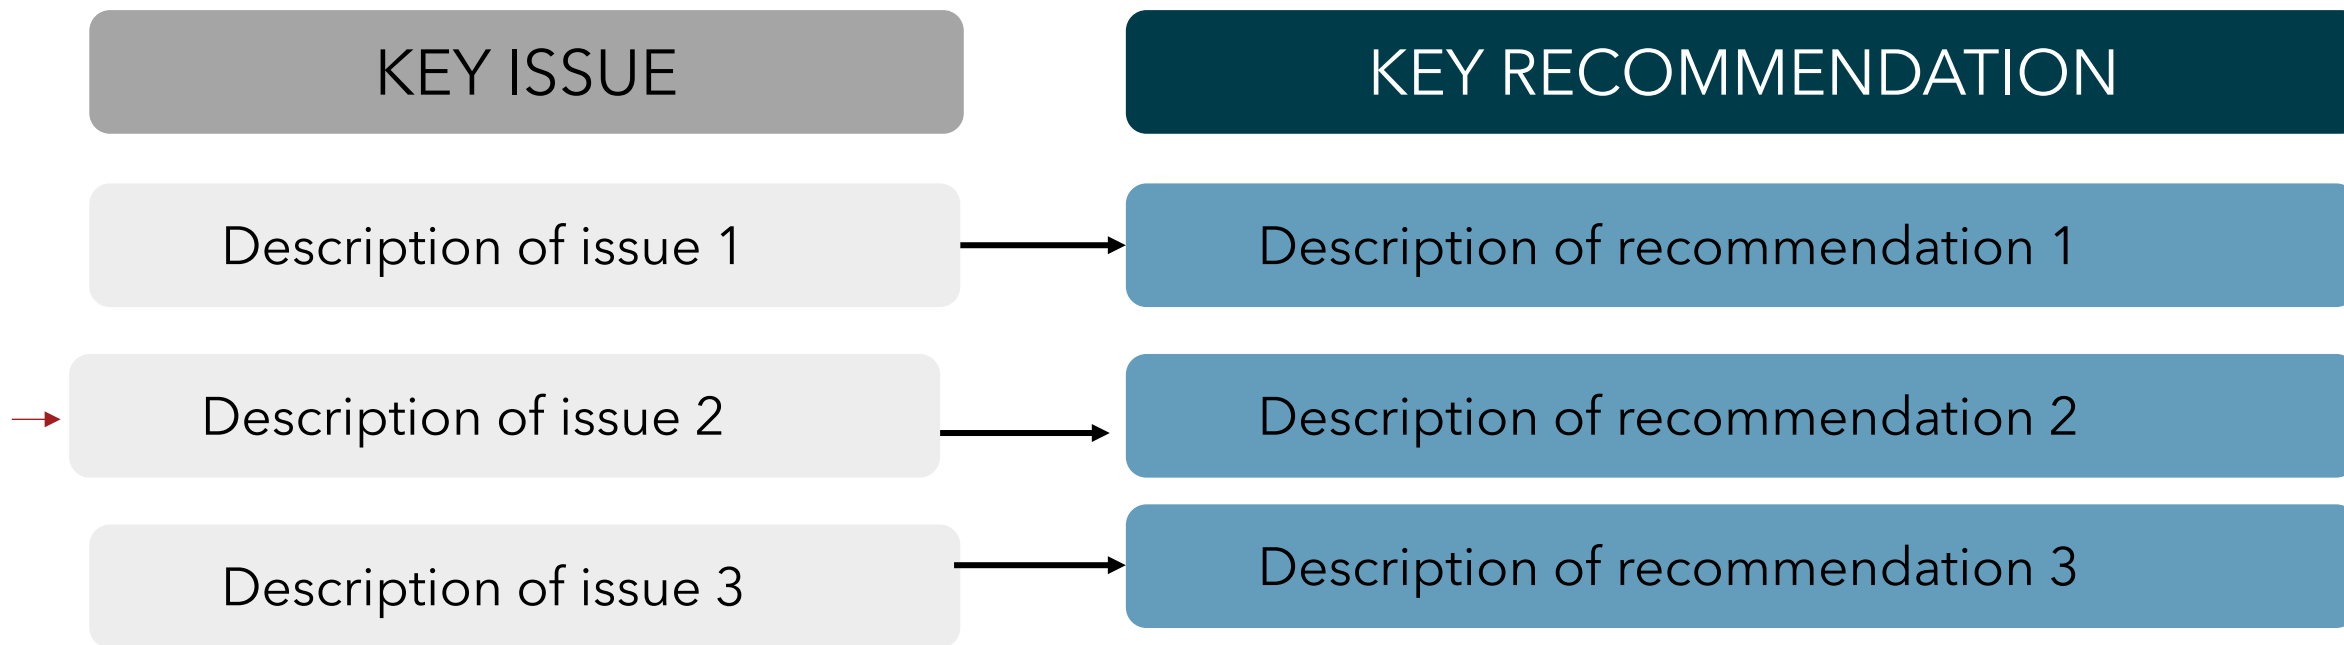 KEY ISSUE
KEY RECOMMENDATION
Description of issue 1
Description of recommendation 1
Description of issue 2
Description of recommendation 2
Description of issue 3
Description of recommendation 3